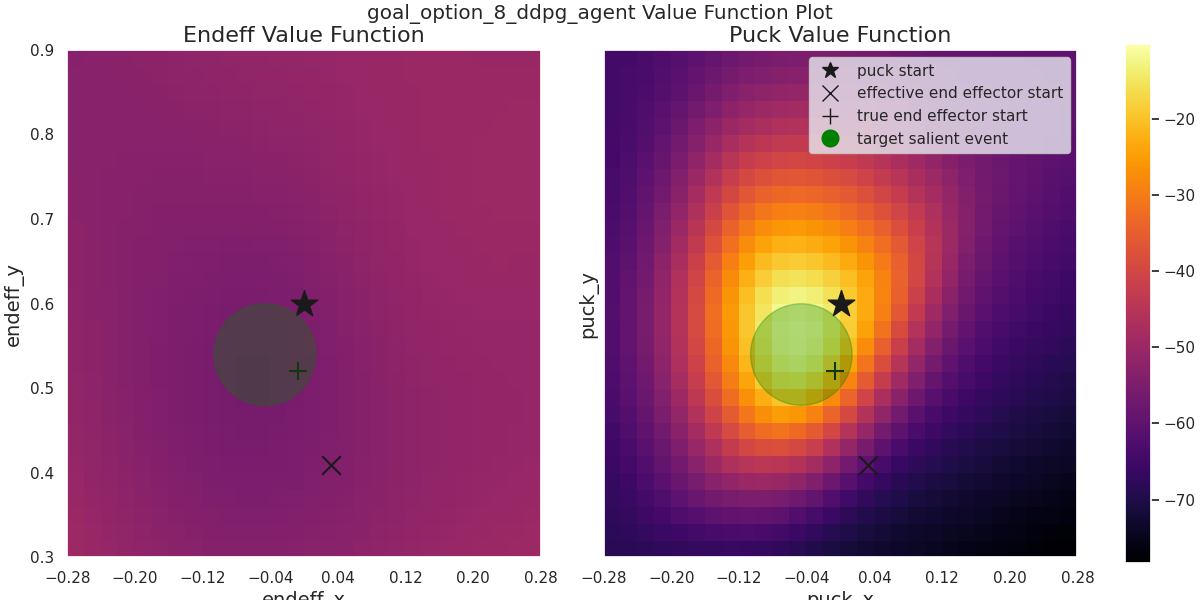 goal_option_8_ddpg_agent Value Function Plot
Endeff Value Function
Puck Value Function
0.9
0.8
0.7
0.6
0.5
0.4
0.3
endeff_y
−0.28 −0.20 −0.12 −0.04 0.04 0.12 0.20 0.28
endeff_x
puck_y
puck start
effective end effector start
true end effector start
target salient event
−0.28 −0.20 −0.12 −0.04 0.04 0.12 0.20 0.28
puck_x
−20
−30
−40
−50
−60
−70